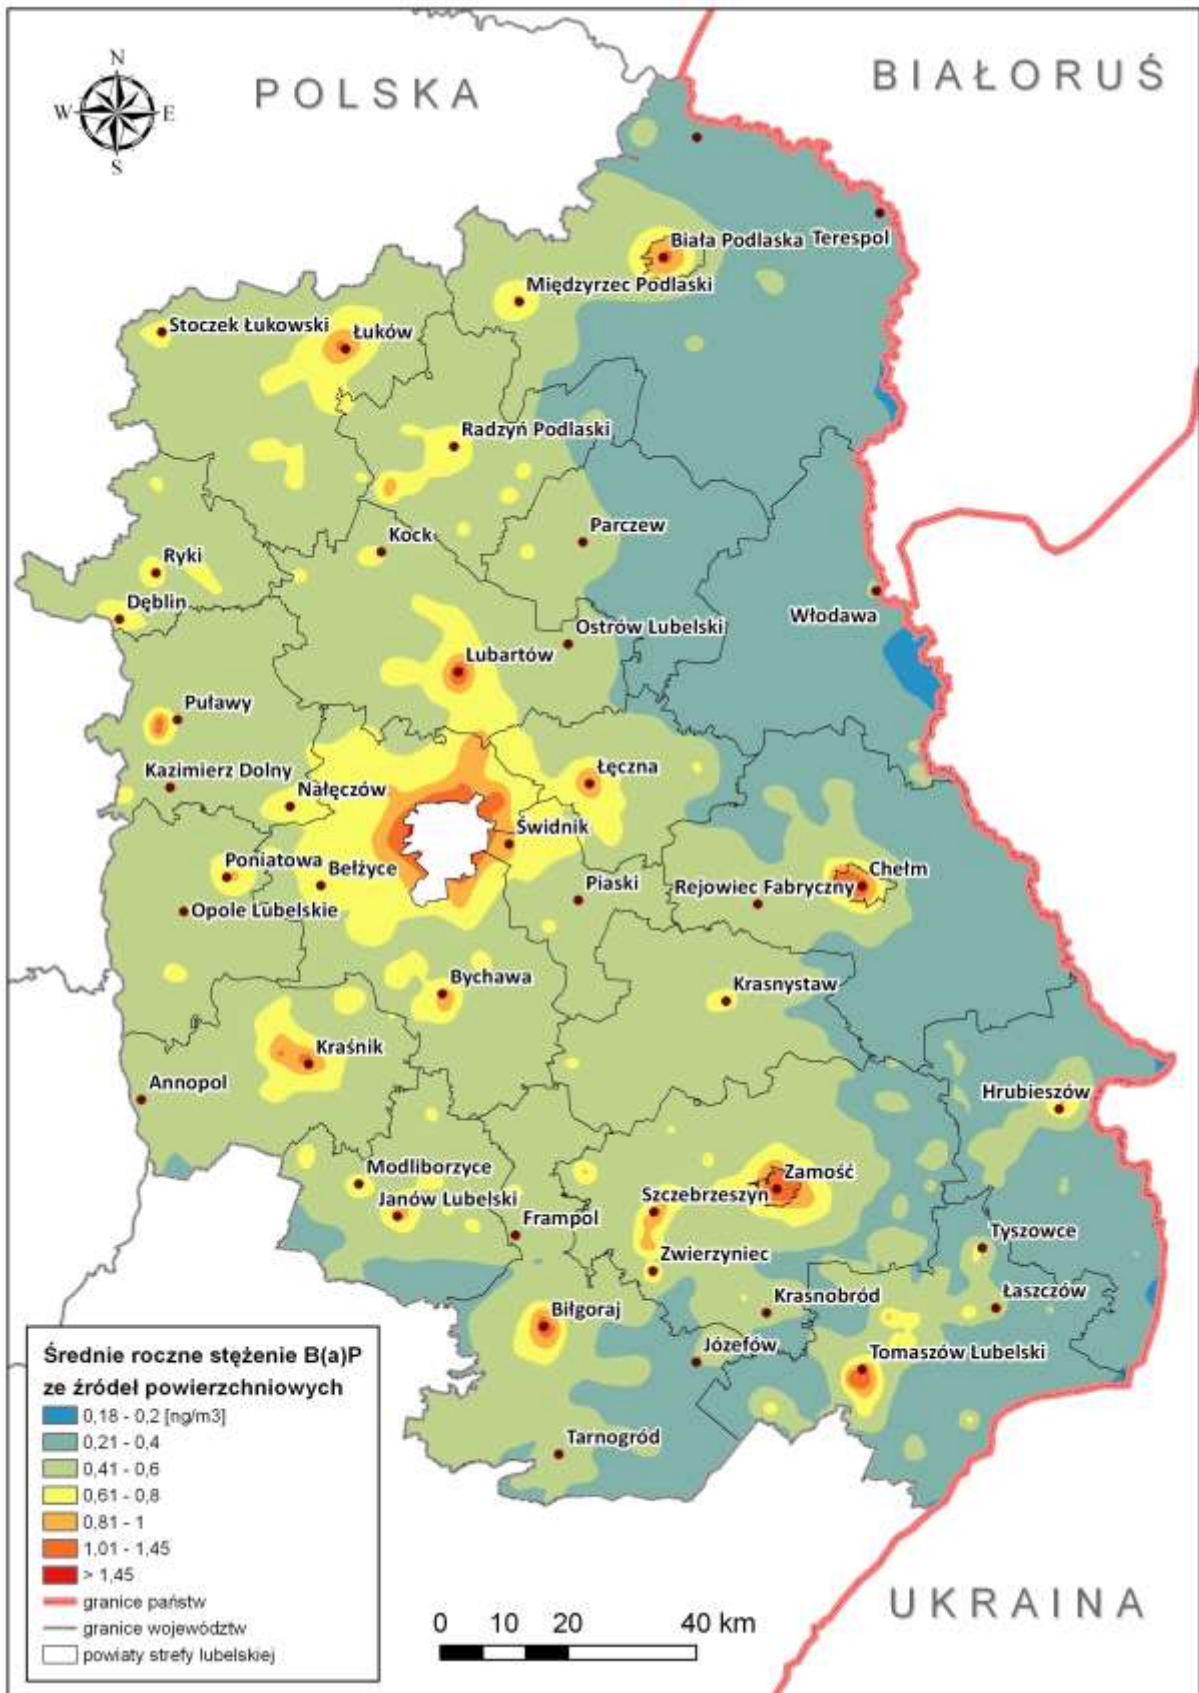 POLSKA
BIAŁORUŚ
N
W
E
S
Biała Podlaska
Terespol
Międzyrzec Podlaski
Stoczek Łukowski
Łuków
Radzyń Podlaski
Kock
Parczew
Ryki
Dęblin
Włodawa
Ostrów Lubelski
Lubartów
Puławy
Kazimierz Dolny
Nałęczów
Łęczna
Świdnik
Poniatowa
Bełżyce
Piaski
Rejowiec Fabryczny
Chełm
Opole Lubelskie
Bychawa
Krasnystaw
Kraśnik
Annopol
Hrubieszów
Modliborzyce
Janów Lubelski
Frampol
Szczebrzeszyn
Zamość
Zwierzyniec
Tyszowce
Krasnobród
Łaszczów
Biłgoraj
Józefów
Tomaszów Lubelski
Tarnogród
Średnie roczne stężenie B(a)P
ze źródeł powierzchniowych
0,18 - 0,2 [ng/m3]
0,21 - 0,4
0,41 - 0,6
0,61 - 0,8
0,81 - 1
1,01 - 1,45
> 1,45
granice państw
granice województw
powiaty strefy lubelskiej
0 10 20 40 km
UKRAINA